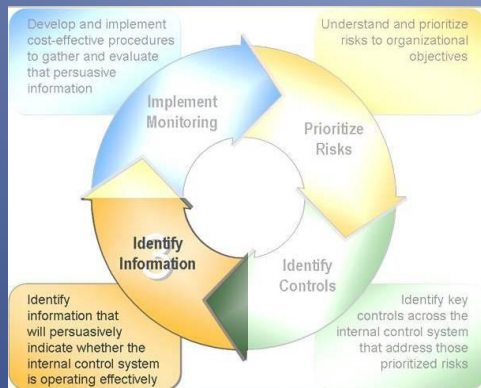 Develop and implement
cost-effective procedures
to gather and evaluate
that persuasive
information
Understand and prioritize
risks to organizational
objectives
Implement
Monitoring
Prioritize
Risks
3
Identify
Information
Identify
Controls
Identify
information that
will persuasively
indicate whether the
internal control system
is operating effectively
Identify key
controls across the
internal control system
that address those
prioritized risks